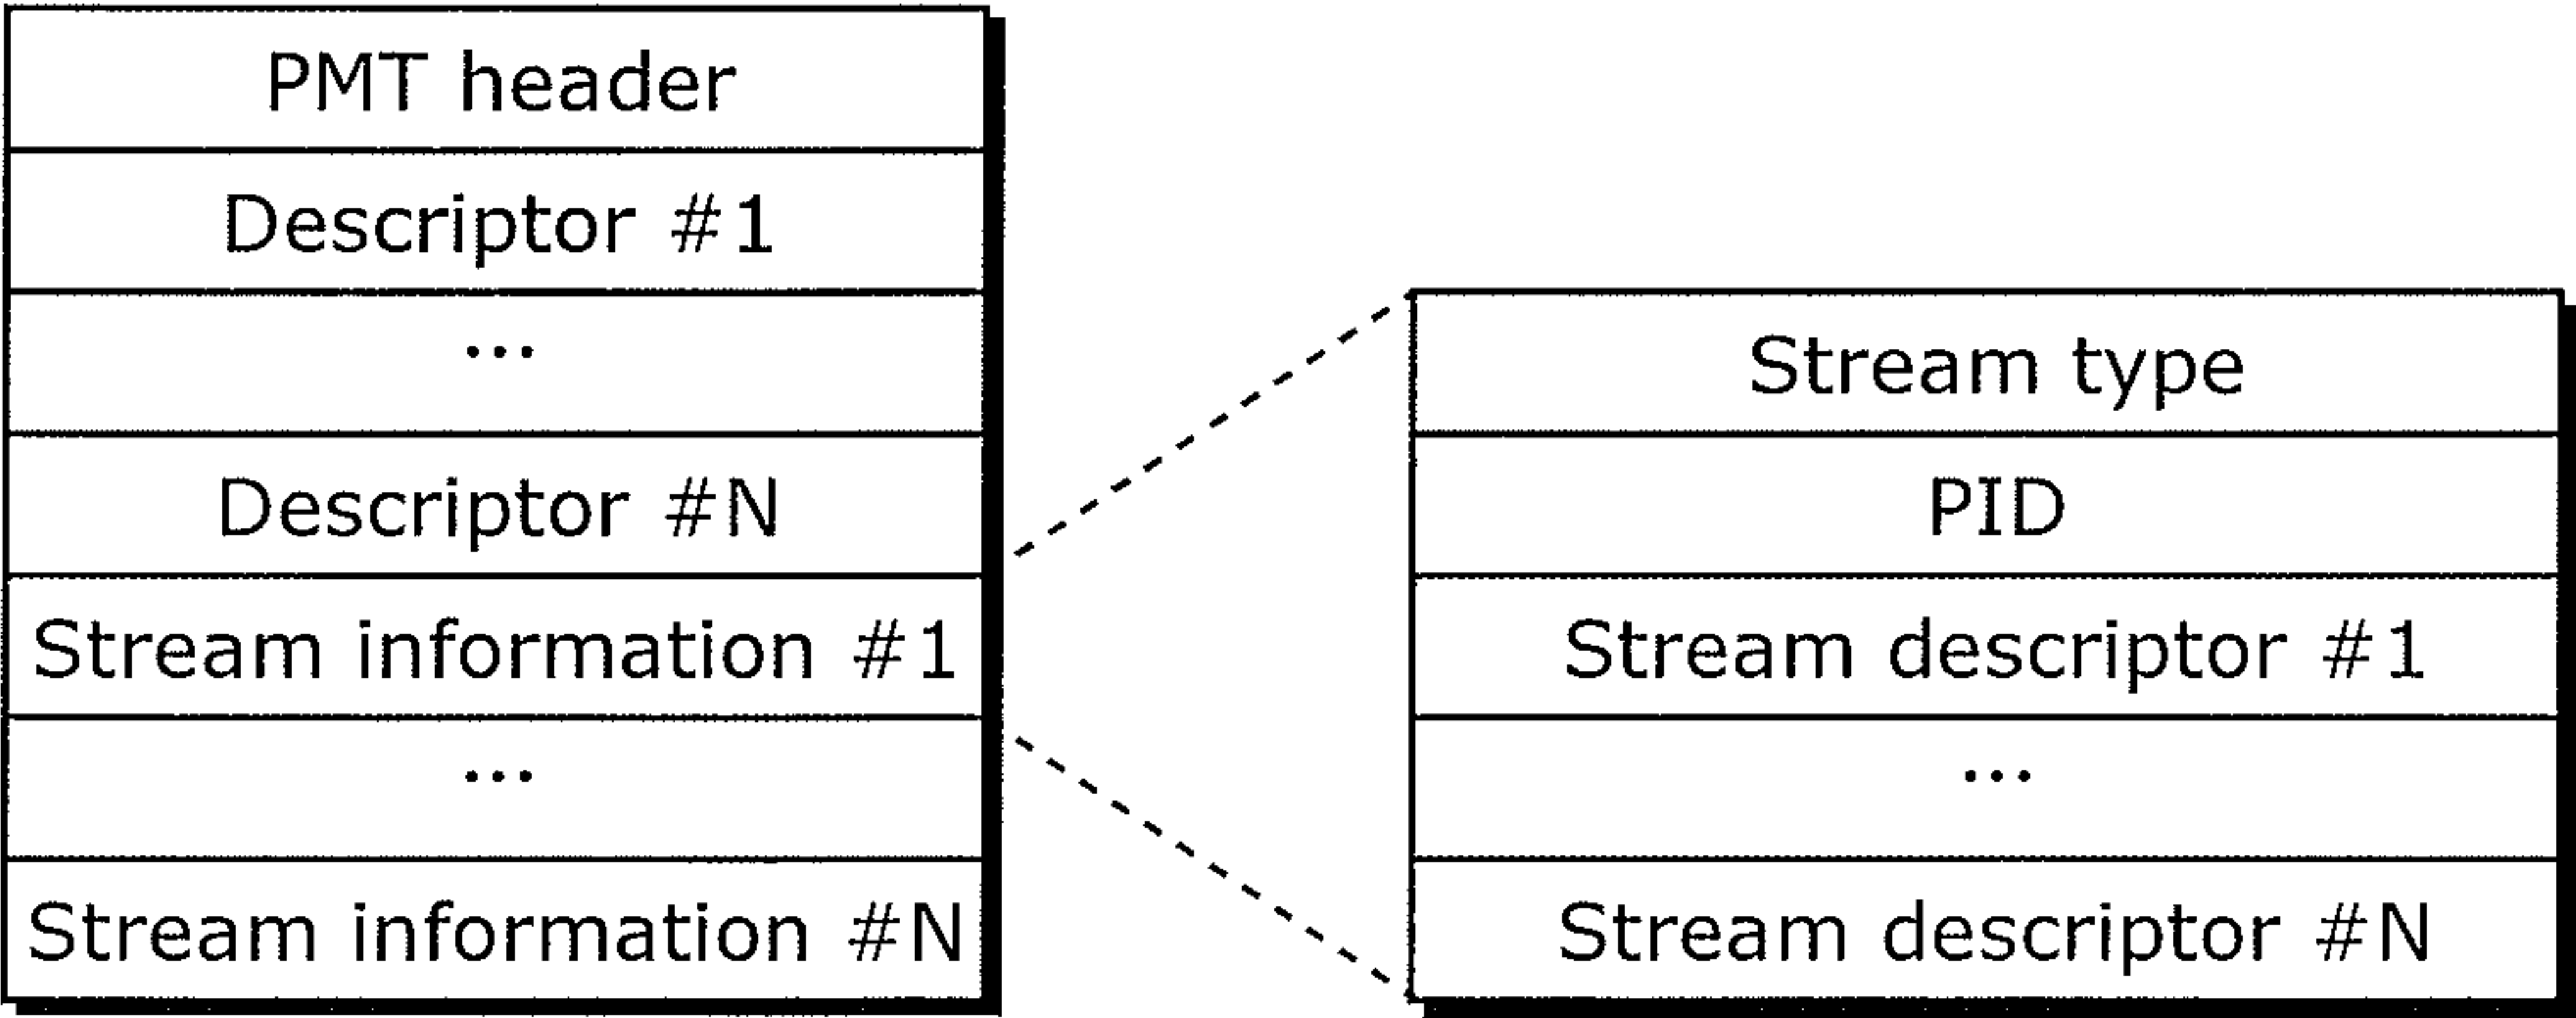 PMT header
Descriptor #1
...
Descriptor #N
Stream information #1
...
Stream information #N
Stream type
PID
Stream descriptor #1
...
Stream descriptor #N